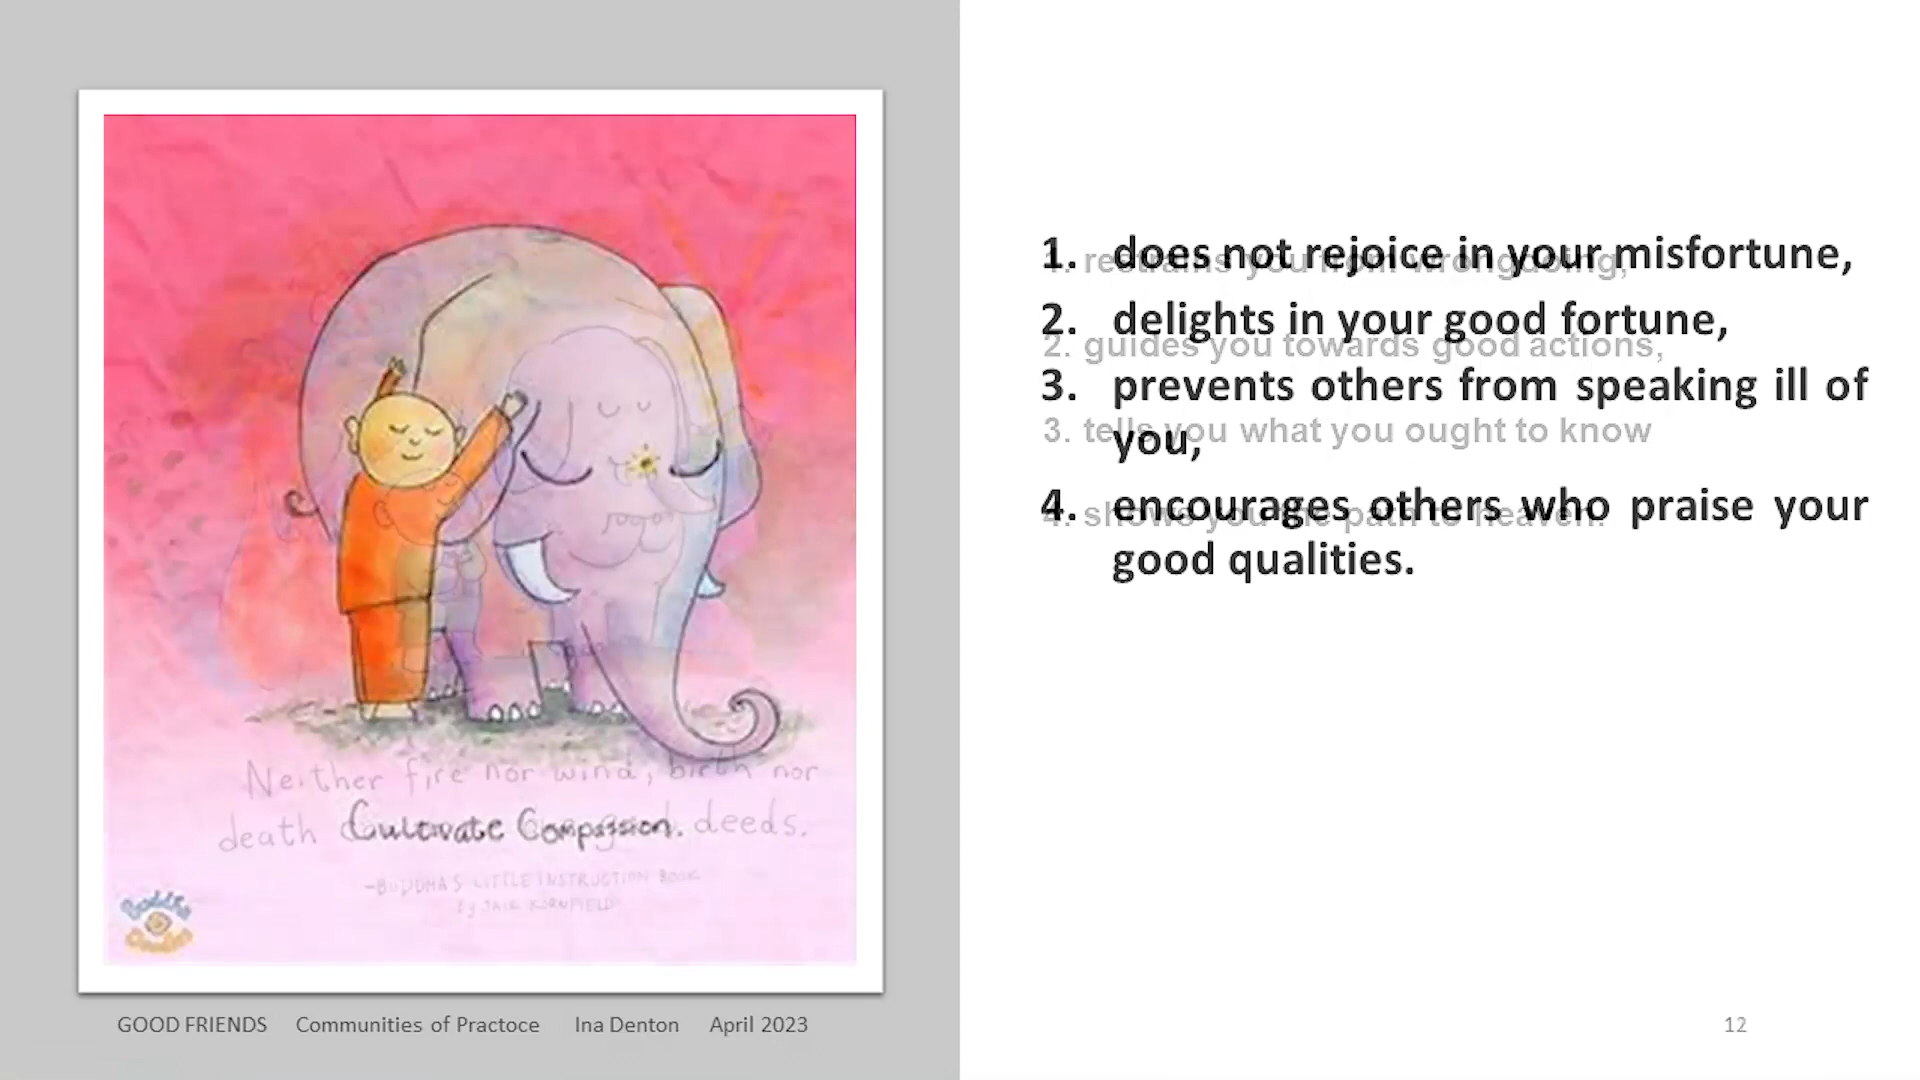 1. does not rejoice in your misfortune,
1. restrains you from wrongdoing,
2. delights in your good fortune,
2. guides you towards good actions,
3. prevents others from speaking ill of
you,
3. tells you what you ought to know
4. encourages others who praise your
4. shows you the path to heaven.
good qualities.
Neither fire nor wind, birth nor
death deeds.
Cultivate Compassion.
-BUDDHA'S LITTLE INSTRUCTION BOOK
by JACK KORNFIELD
Buddha
Doodles
GOOD FRIENDS Communities of Practoce Ina Denton April 2023
12